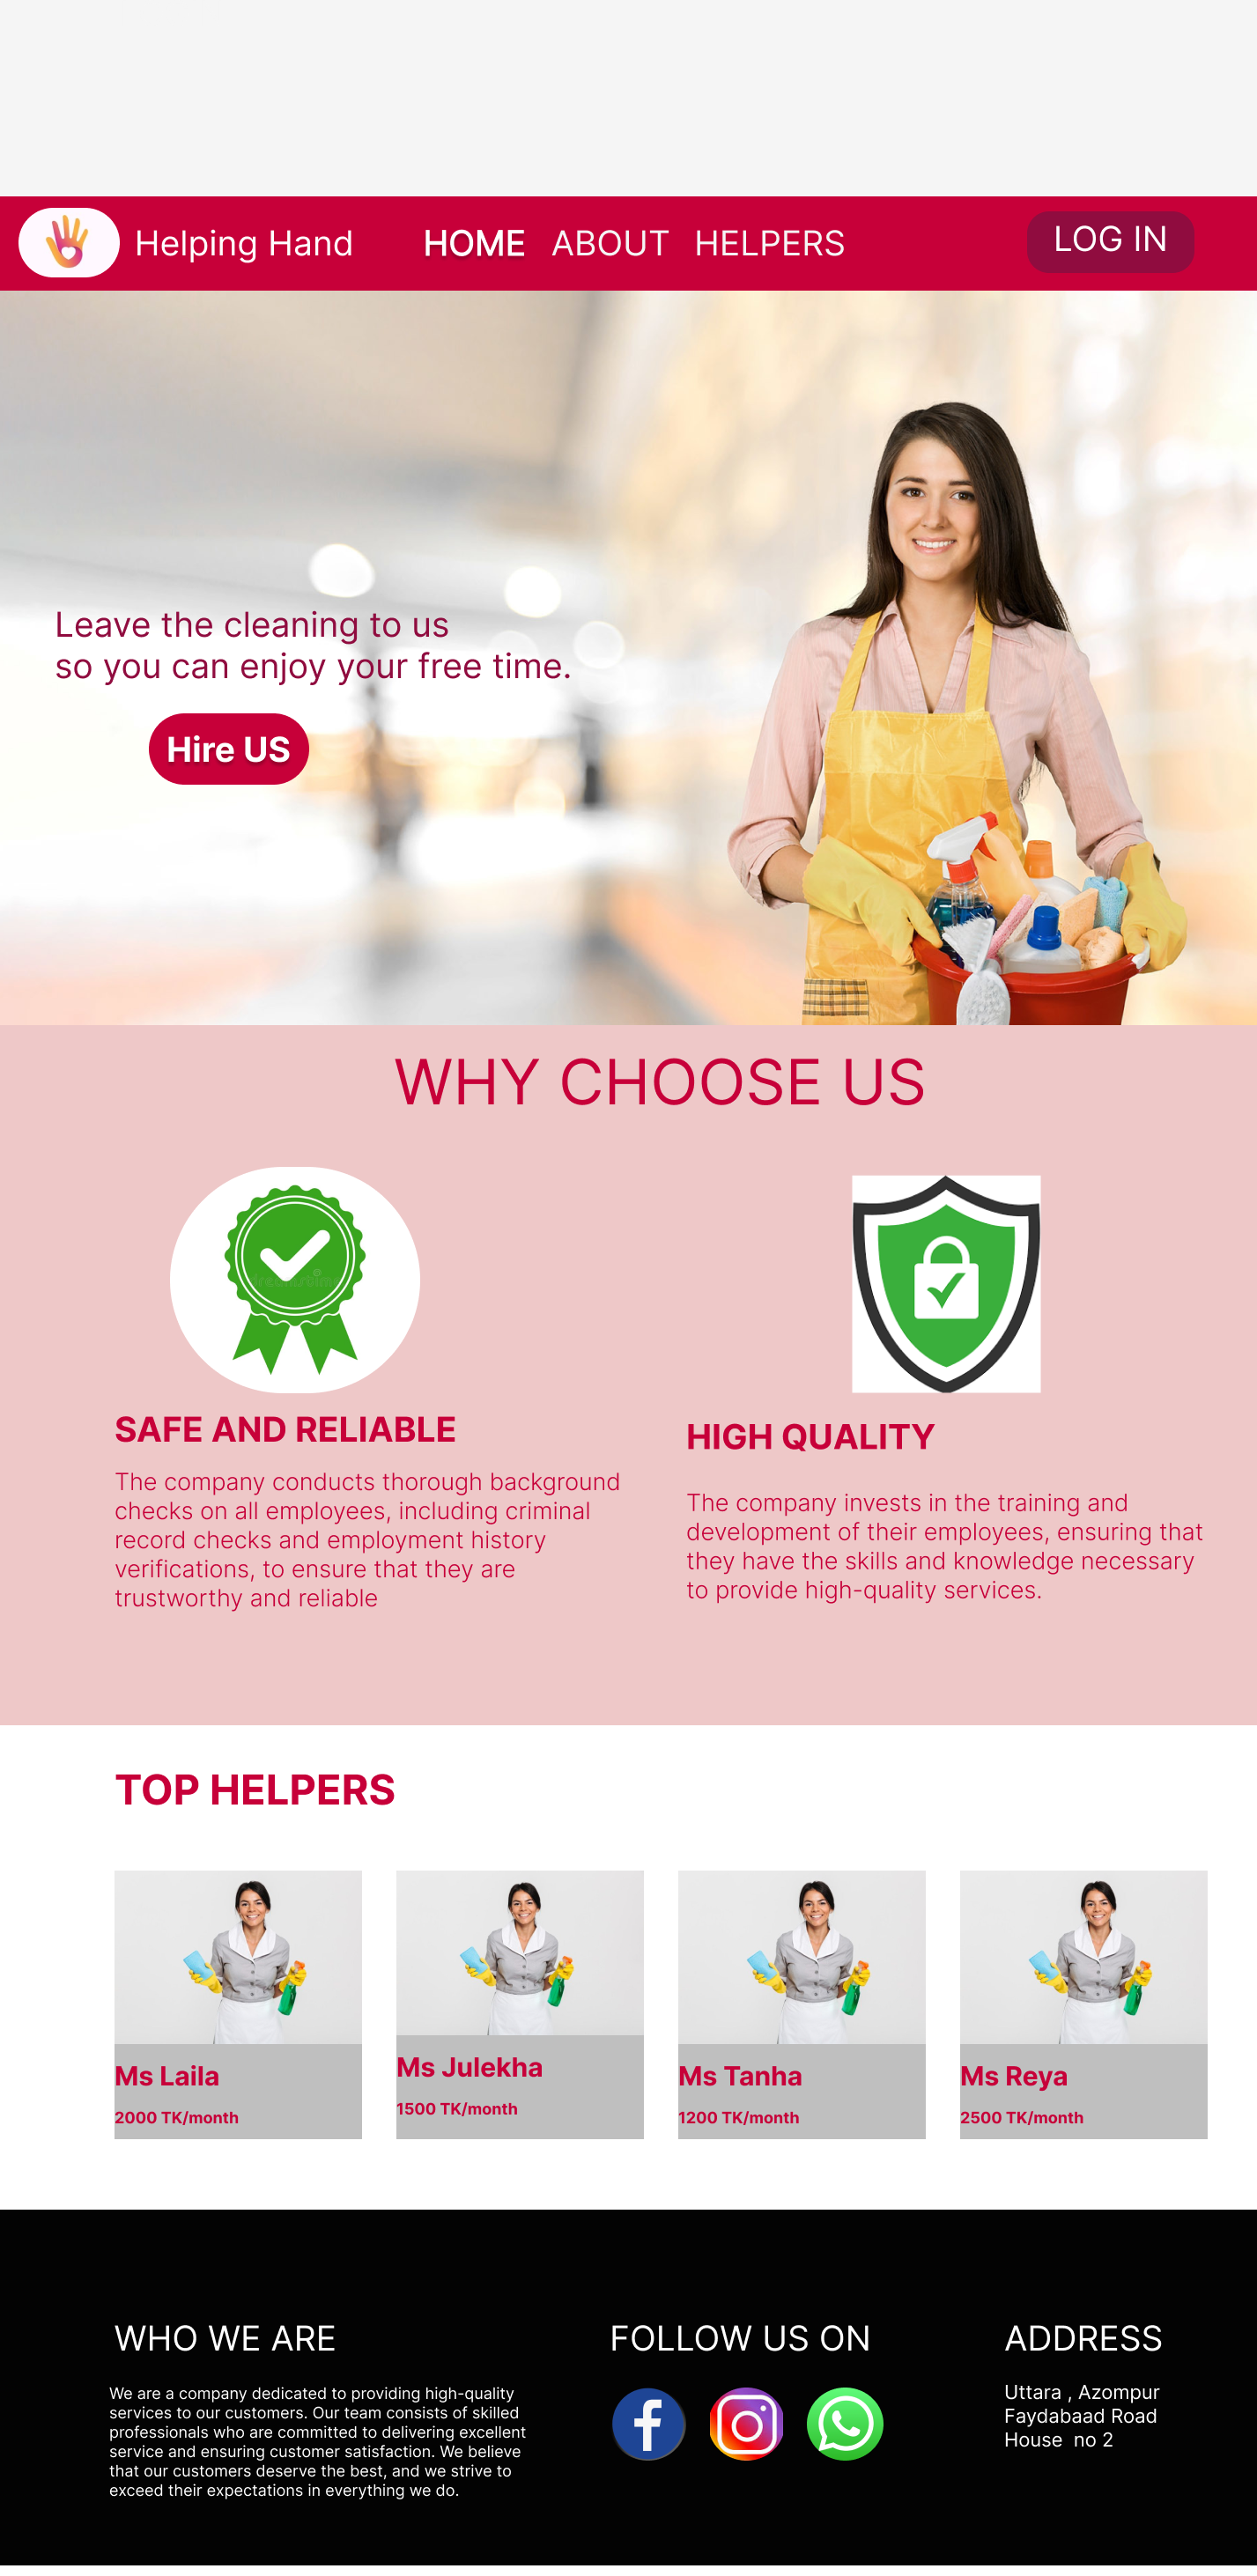 Helping Hand
HOME ABOUT HELPERS
LOG IN
Leave the cleaning to us
so you can enjoy your free time.
Hire US
WHY CHOOSE US
SAFE AND RELIABLE
The company conducts thorough background
checks on all employees, including criminal
record checks and employment history
verifications, to ensure that they are
trustworthy and reliable
HIGH QUALITY
The company invests in the training and
development of their employees, ensuring that
they have the skills and knowledge necessary
to provide high-quality services.
TOP HELPERS
Ms Laila
2000 TK/month
Ms Julekha
1500 TK/month
Ms Tanha
1200 TK/month
Ms Reya
2500 TK/month
WHO WE ARE
We are a company dedicated to providing high-quality
services to our customers. Our team consists of skilled
professionals who are committed to delivering excellent
service and ensuring customer satisfaction. We believe
that our customers deserve the best, and we strive to
exceed their expectations in everything we do.
FOLLOW US ON
ADDRESS
Uttara , Azompur
Faydabaad Road
House  no 2